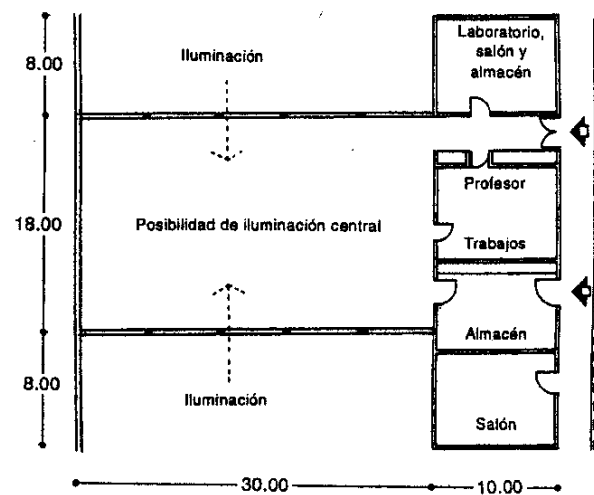 Laboratorio,
salón y
almacén
8.00
Iluminación
Profesor
18.00
Posibilidad de iluminación central
Trabajos
Almacén
8.00
Iluminación
Salón
30.00
10.00